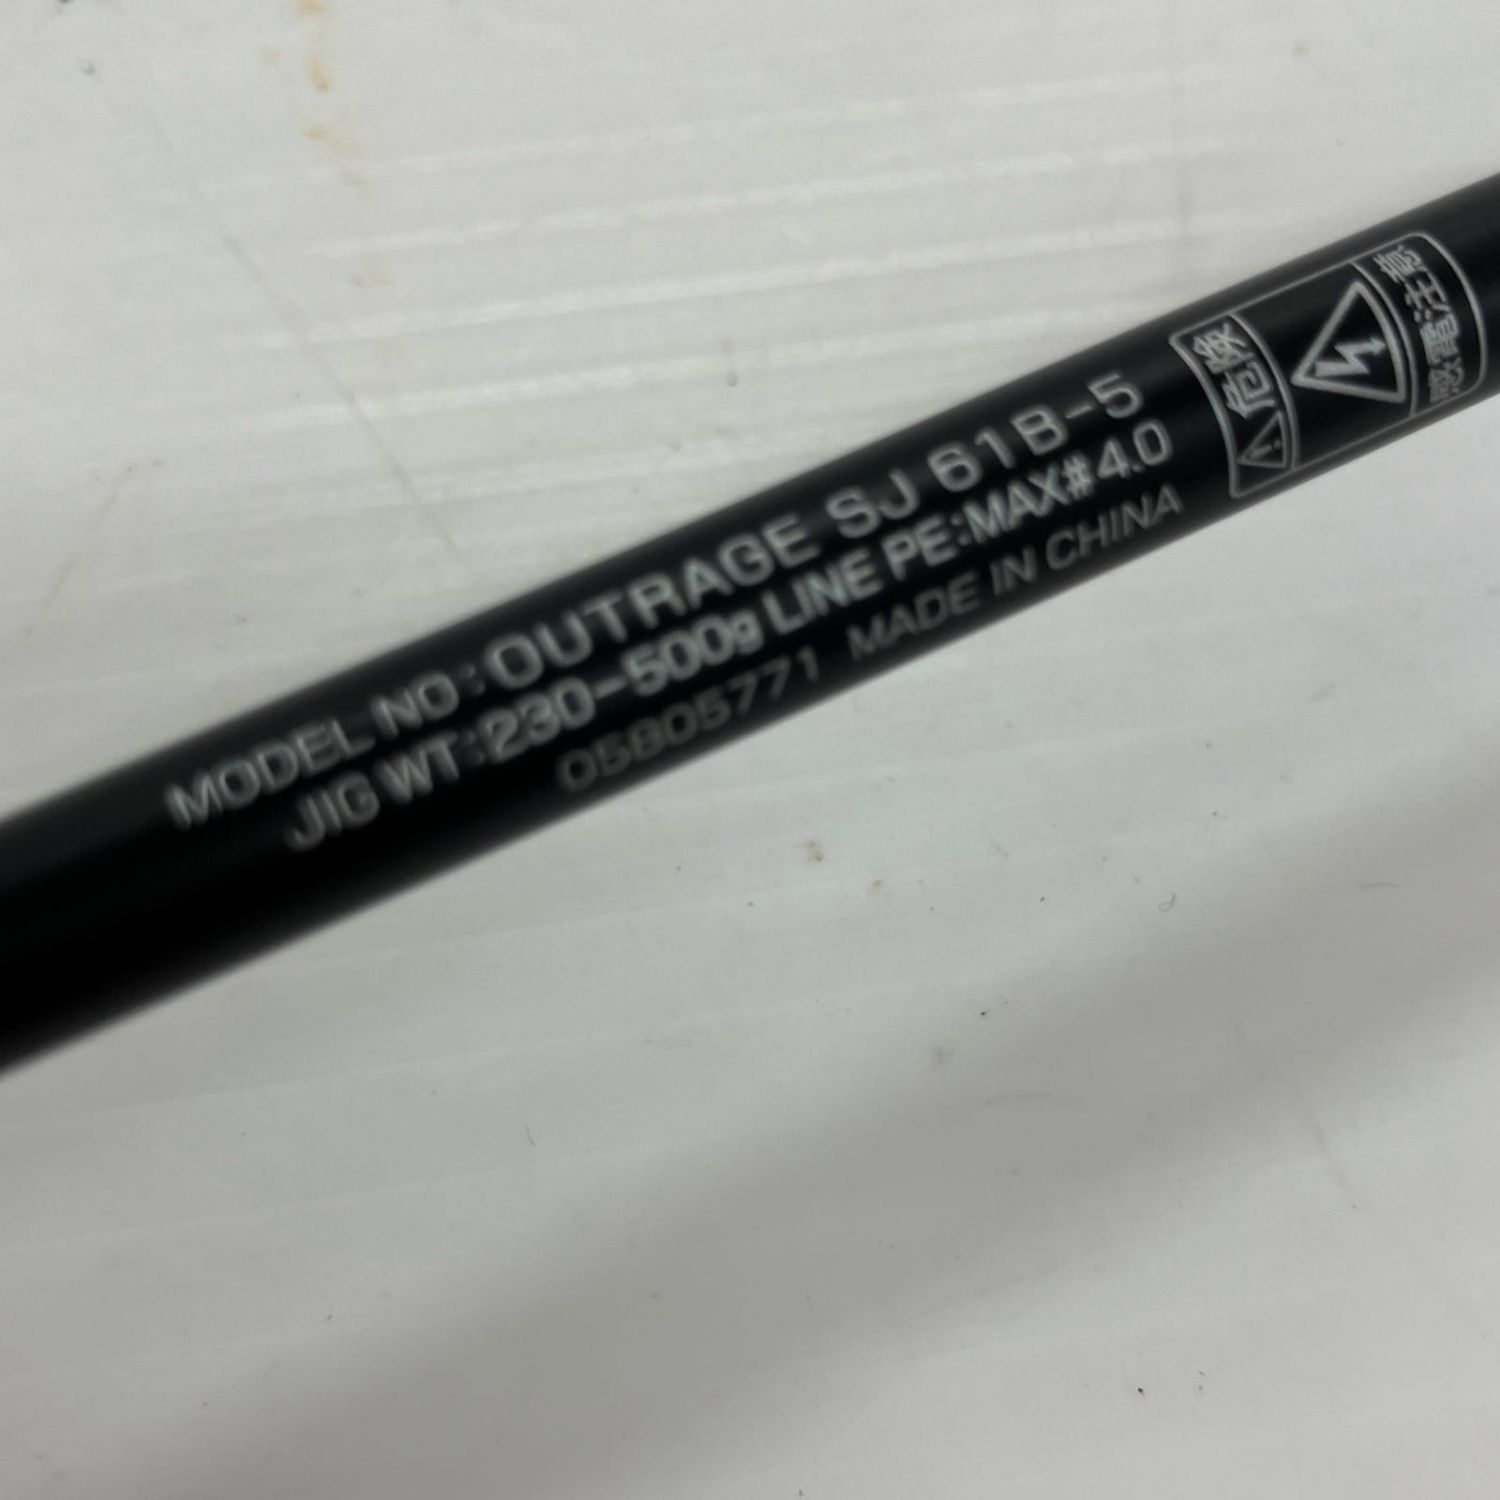 MODEL NO:OUTRAGE SJ 61B-5
JIG WT:230-500g LINE PE:MAX#4.0
05805771 MADE IN CHINA
危険
感電注意